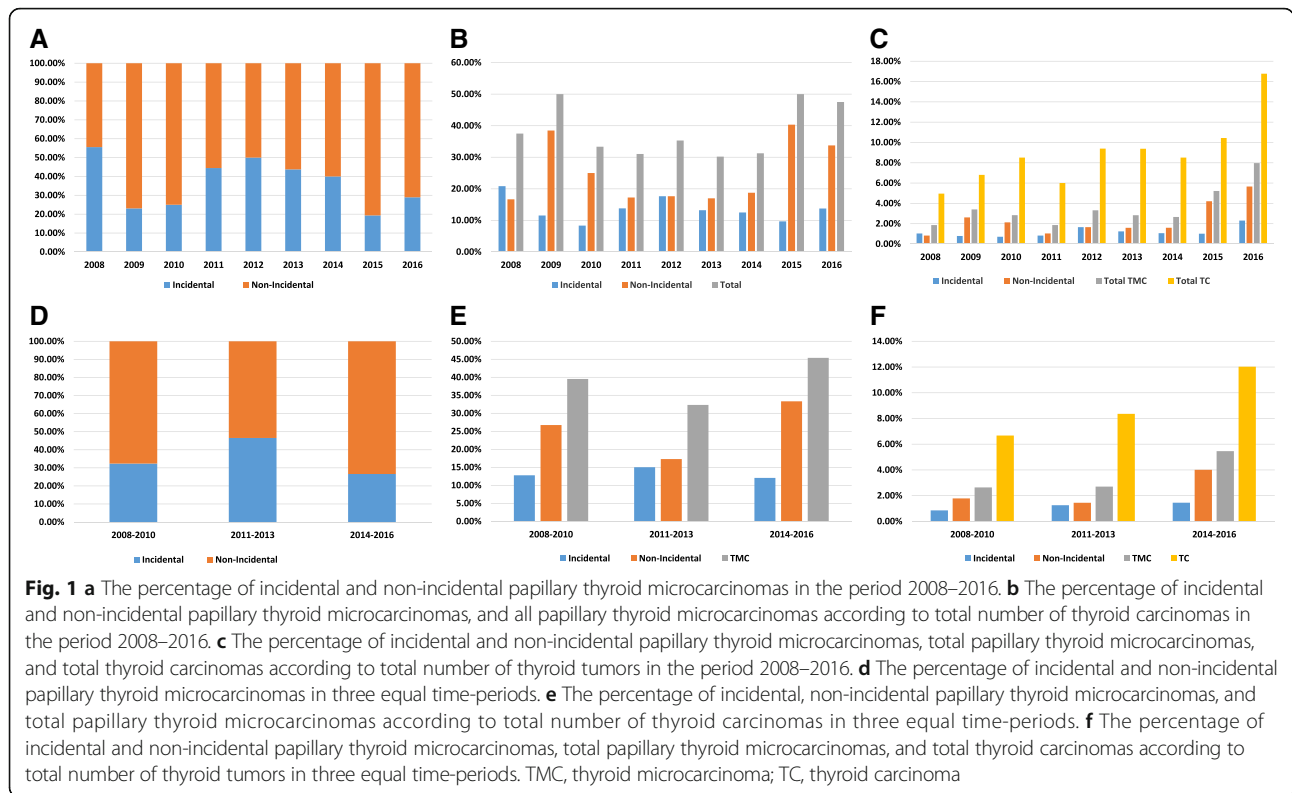 A
100.00%
90.00%
80.00%
70.00%
60.00%
50.00%
40.00%
30.00%
20.00%
10.00%
0.00%
2008 2009 2010 2011 2012 2013 2014 2015 2016
Incidental Non-Incidental
B
60.00%
50.00%
40.00%
30.00%
20.00%
10.00%
0.00%
2008 2009 2010 2011 2012 2013 2014 2015 2016
Incidental Non-Incidental Total
C
18.00%
16.00%
14.00%
12.00%
10.00%
8.00%
6.00%
4.00%
2.00%
0.00%
2008 2009 2010 2011 2012 2013 2014 2015 2016
Incidental Non-Incidental Total TMC Total TC
D
100.00%
90.00%
80.00%
70.00%
60.00%
50.00%
40.00%
30.00%
20.00%
10.00%
0.00%
2008-2010 2011-2013 2014-2016
Incidental Non-Incidental
E
50.00%
45.00%
40.00%
35.00%
30.00%
25.00%
20.00%
15.00%
10.00%
5.00%
0.00%
2008-2010 2011-2013 2014-2016
Incidental Non-Incidental TMC
F
14.00%
12.00%
10.00%
8.00%
6.00%
4.00%
2.00%
0.00%
2008-2010 2011-2013 2014-2016
Incidental Non-Incidental TMC TC
Fig. 1 a The percentage of incidental and non-incidental papillary thyroid microcarcinomas in the period 2008–2016. b The percentage of incidental
and non-incidental papillary thyroid microcarcinomas, and all papillary thyroid microcarcinomas according to total number of thyroid carcinomas in
the period 2008–2016. c The percentage of incidental and non-incidental papillary thyroid microcarcinomas, total papillary thyroid microcarcinomas,
and total thyroid carcinomas according to total number of thyroid tumors in the period 2008–2016. d The percentage of incidental and non-incidental
papillary thyroid microcarcinomas in three equal time-periods. e The percentage of incidental, non-incidental papillary thyroid microcarcinomas, and
total papillary thyroid microcarcinomas according to total number of thyroid carcinomas in three equal time-periods. f The percentage of
incidental and non-incidental papillary thyroid microcarcinomas, total papillary thyroid microcarcinomas, and total thyroid carcinomas according to
total number of thyroid tumors in three equal time-periods. TMC, thyroid microcarcinoma; TC, thyroid carcinoma